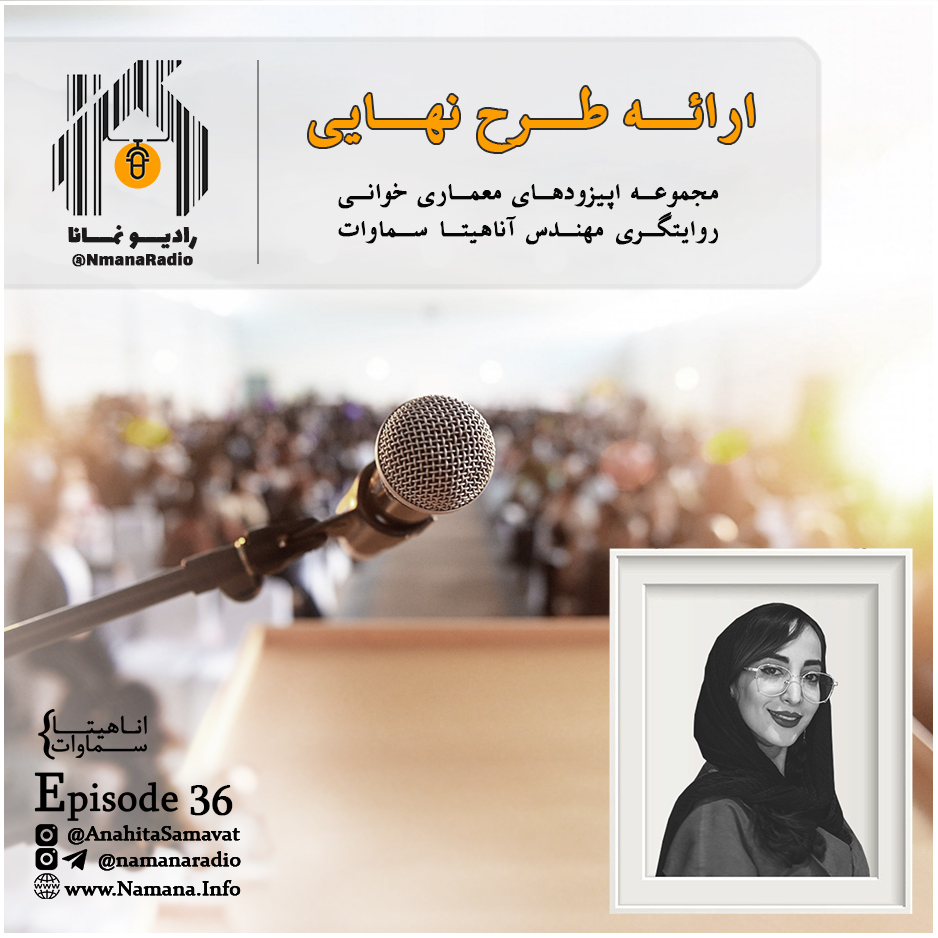 ارائه طرح نهایی
مجموعه اپیزودهای معماری خوانی
روایتگری مهندس آناهیتا سماوات
رادیو نمانا
@NmanaRadio
اناهیتا
سماوات
Episode 36
@AnahitaSamavat
@namanaradio
www.Namana.Info